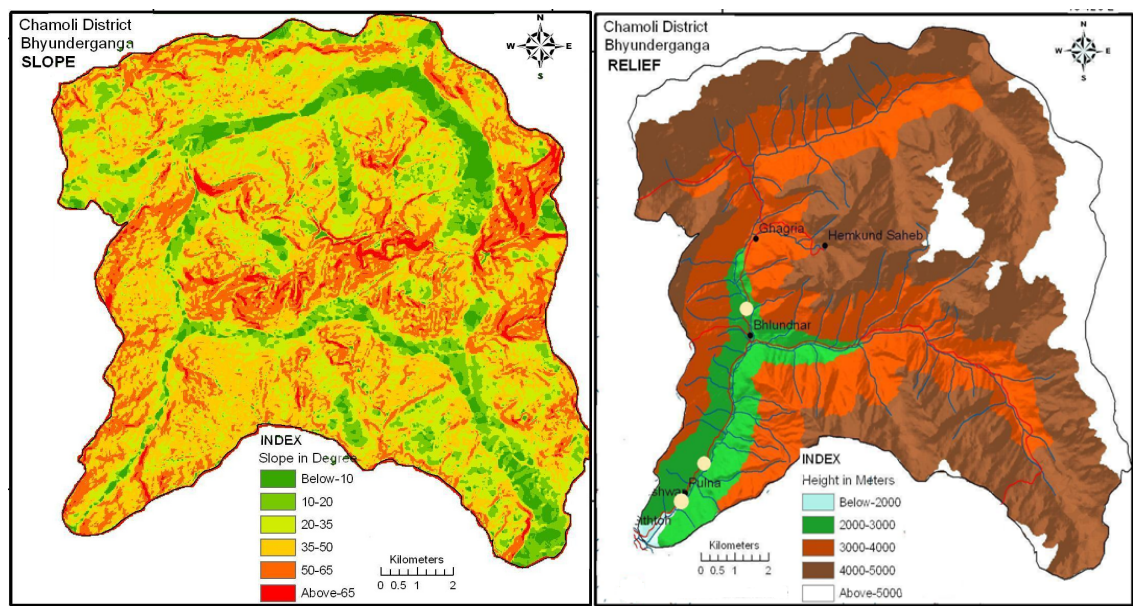 Chamoli District
Bhyunderganga
SLOPE
N
W E
S
INDEX
Slope in Degree
Below-10
10-20
20-35
35-50
50-65
Above-65
Kilometers
0 0.5 1 2
Chamoli District
Bhyunderganga
RELIEF
N
W E
S
Ghagria
Hemkund Saheb
Bhlundhar
Pulna
INDEX
Height in Meters
Below-2000
2000-3000
3000-4000
4000-5000
Above-5000
Kilometers
0 0.5 1 2